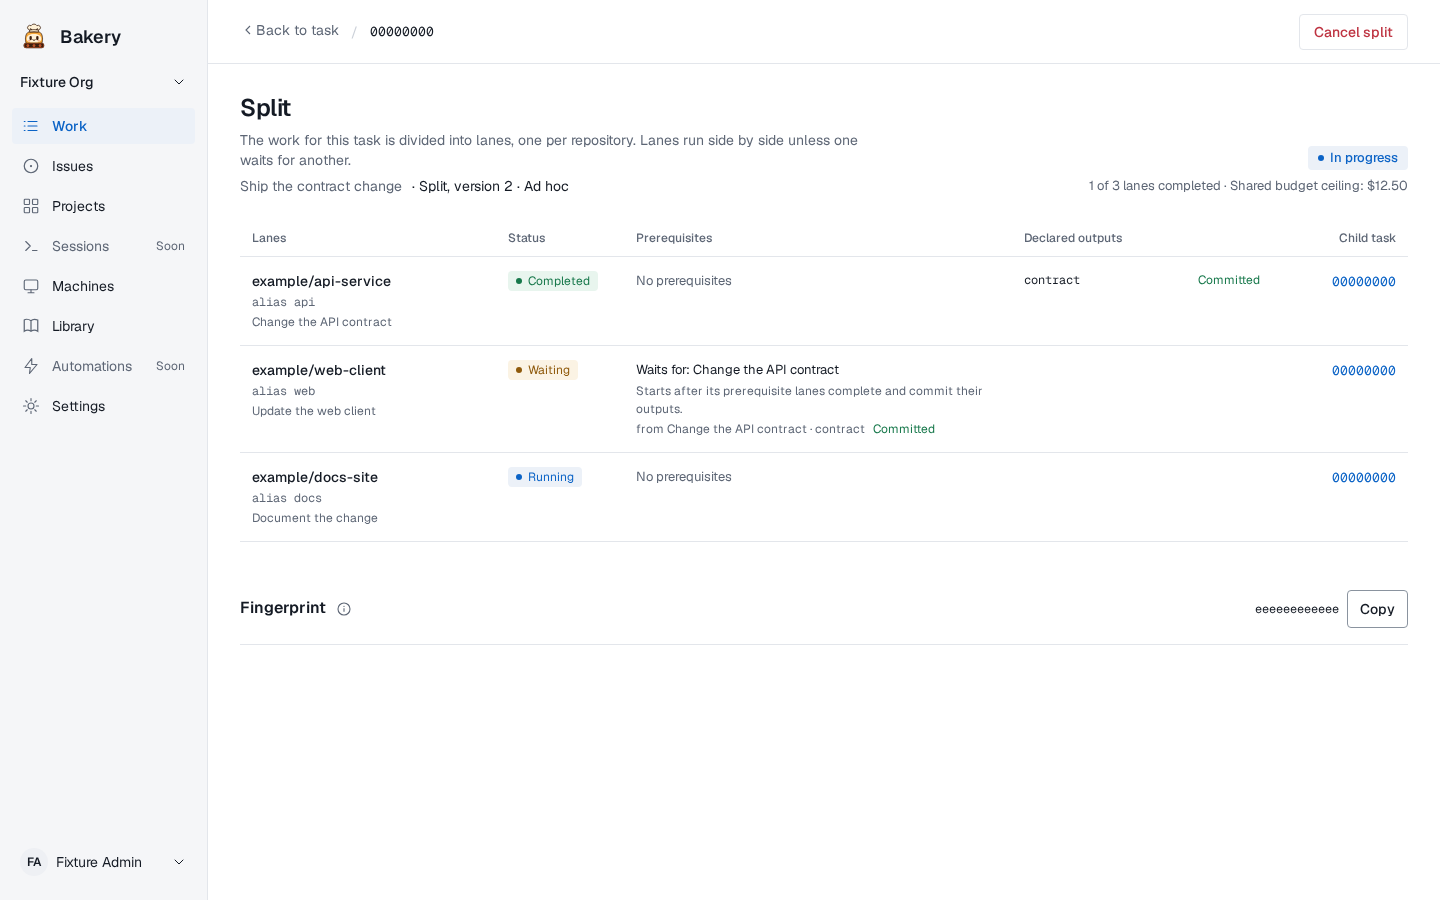 Bakery
Fixture Org
Work
Issues
Projects
Sessions Soon
Machines
Library
Automations Soon
Settings
FA Fixture Admin
Back to task / 00000000
Cancel split
Split
The work for this task is divided into lanes, one per repository. Lanes run side by side unless one
waits for another.
In progress
Ship the contract change · Split, version 2 · Ad hoc
1 of 3 lanes completed · Shared budget ceiling: $12.50
Lanes Status Prerequisites Declared outputs Child task
example/api-service Completed No prerequisites contract Committed 00000000
alias api
Change the API contract
example/web-client Waiting Waits for: Change the API contract 00000000
alias web
Update the web client
Starts after its prerequisite lanes complete and commit their
outputs.
from Change the API contract · contract Committed
example/docs-site Running No prerequisites 00000000
alias docs
Document the change
Fingerprint
eeeeeeeeeeee Copy